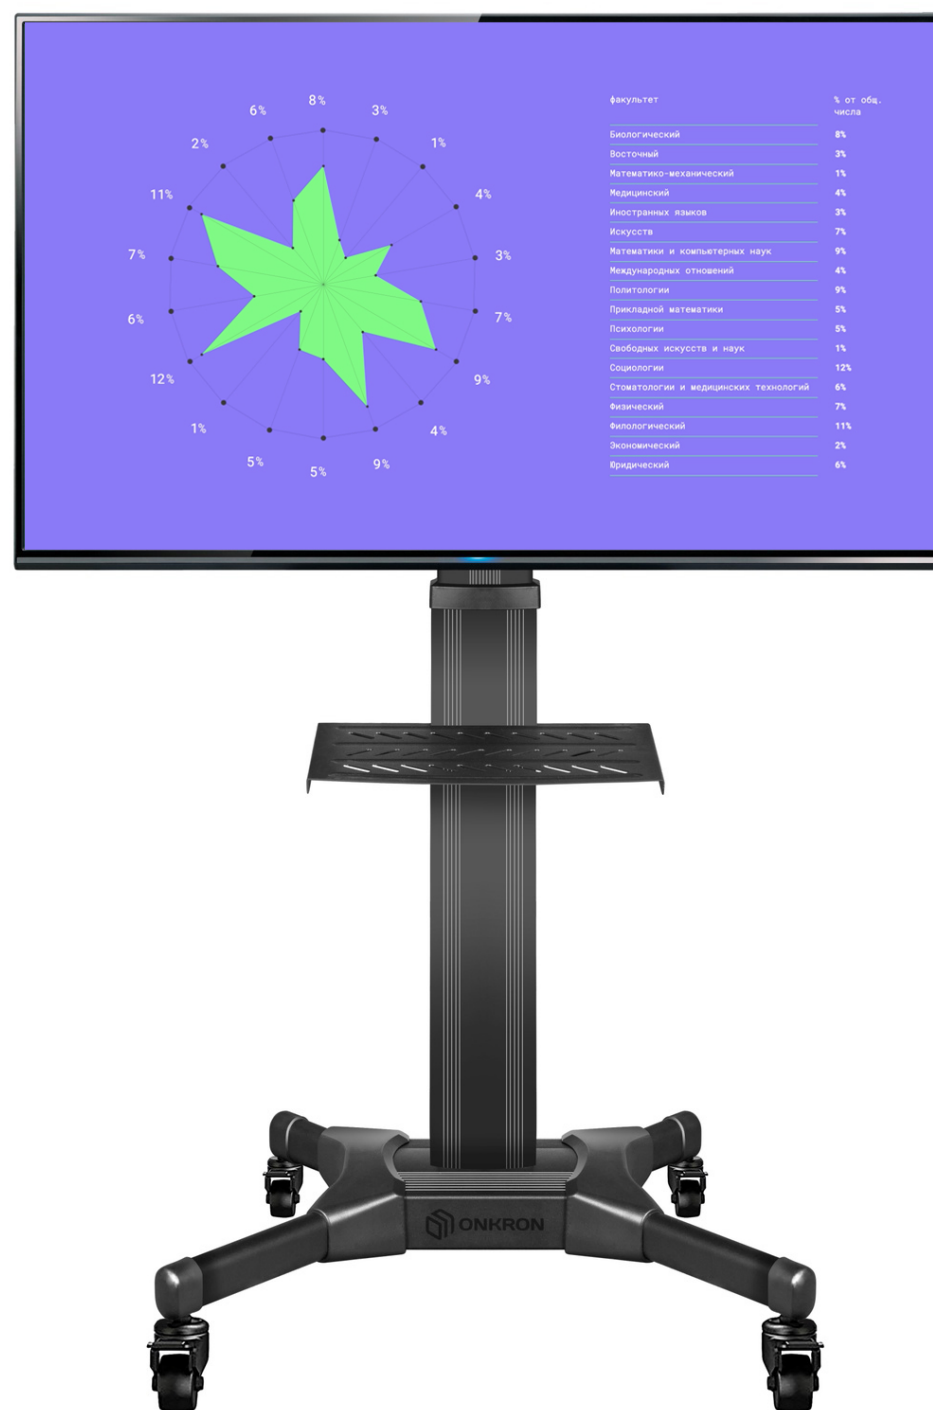 8%
6%
3%
2%
1%
11%
4%
7%
3%
6%
7%
12%
9%
1%
4%
5%
9%
5%
факультет % от общ. числа
Биологический 8%
Восточный 3%
Математико-механический 1%
Медицинский 4%
Иностранных языков 3%
Искусств 7%
Математики и компьютерных наук 9%
Международных отношений 4%
Политологии 9%
Прикладной математики 5%
Психологии 5%
Свободных искусств и наук 1%
Социологии 12%
Стоматологии и медицинских технологий 6%
Физический 7%
Филологический 11%
Экономический 2%
Юридический 6%
ONKRON